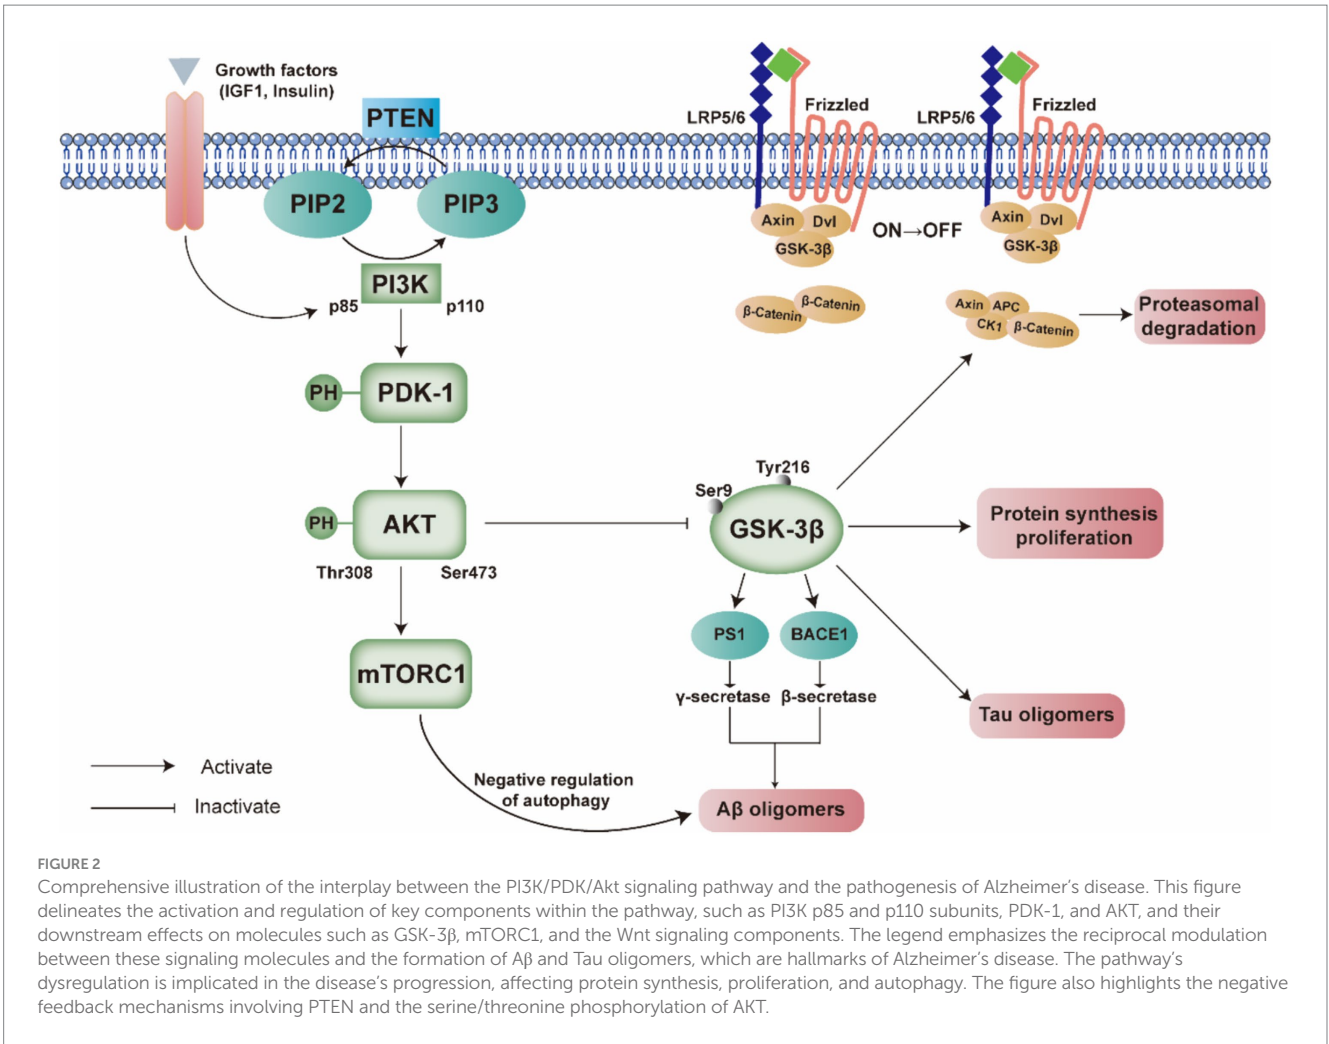 Growth factors
(IGF1, Insulin)
PTEN
PIP2
PIP3
PI3K
p85
p110
PH
PDK-1
PH
AKT
Thr308
Ser473
mTORC1
Negative regulation
of autophagy
Activate
Inactivate
LRP5/6
Frizzled
Axin
Dvl
GSK-3β
ON→OFF
LRP5/6
Frizzled
Axin
Dvl
GSK-3β
β-Catenin
β-Catenin
Axin
APC
CK1
β-Catenin
Proteasomal
degradation
Ser9
Tyr216
GSK-3β
Protein synthesis
proliferation
PS1
BACE1
γ-secretase
β-secretase
Tau oligomers
Aβ oligomers
FIGURE 2
Comprehensive illustration of the interplay between the PI3K/PDK/Akt signaling pathway and the pathogenesis of Alzheimer’s disease. This figure
delineates the activation and regulation of key components within the pathway, such as PI3K p85 and p110 subunits, PDK-1, and AKT, and their
downstream effects on molecules such as GSK-3β, mTORC1, and the Wnt signaling components. The legend emphasizes the reciprocal modulation
between these signaling molecules and the formation of Aβ and Tau oligomers, which are hallmarks of Alzheimer’s disease. The pathway’s
dysregulation is implicated in the disease’s progression, affecting protein synthesis, proliferation, and autophagy. The figure also highlights the negative
feedback mechanisms involving PTEN and the serine/threonine phosphorylation of AKT.